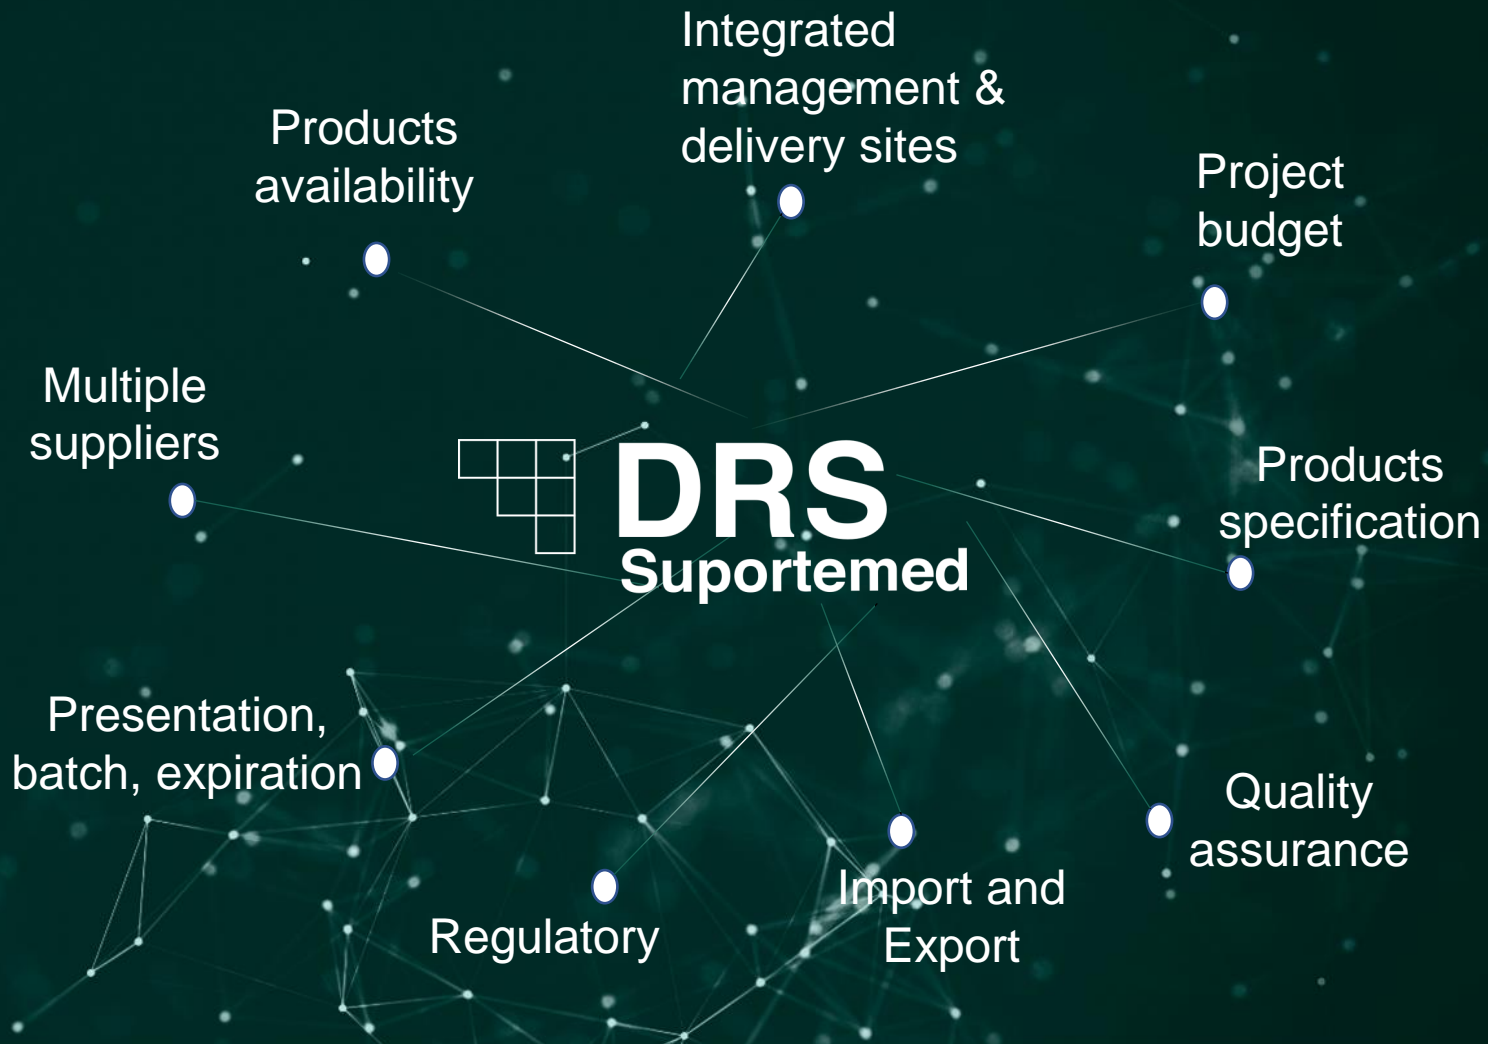 Integrated
management &
delivery sites
Products
availability
Project
budget
Multiple
suppliers
DRS
Suportemed
Products
specification
Presentation,
batch, expiration
Quality
assurance
Import and
Export
Regulatory